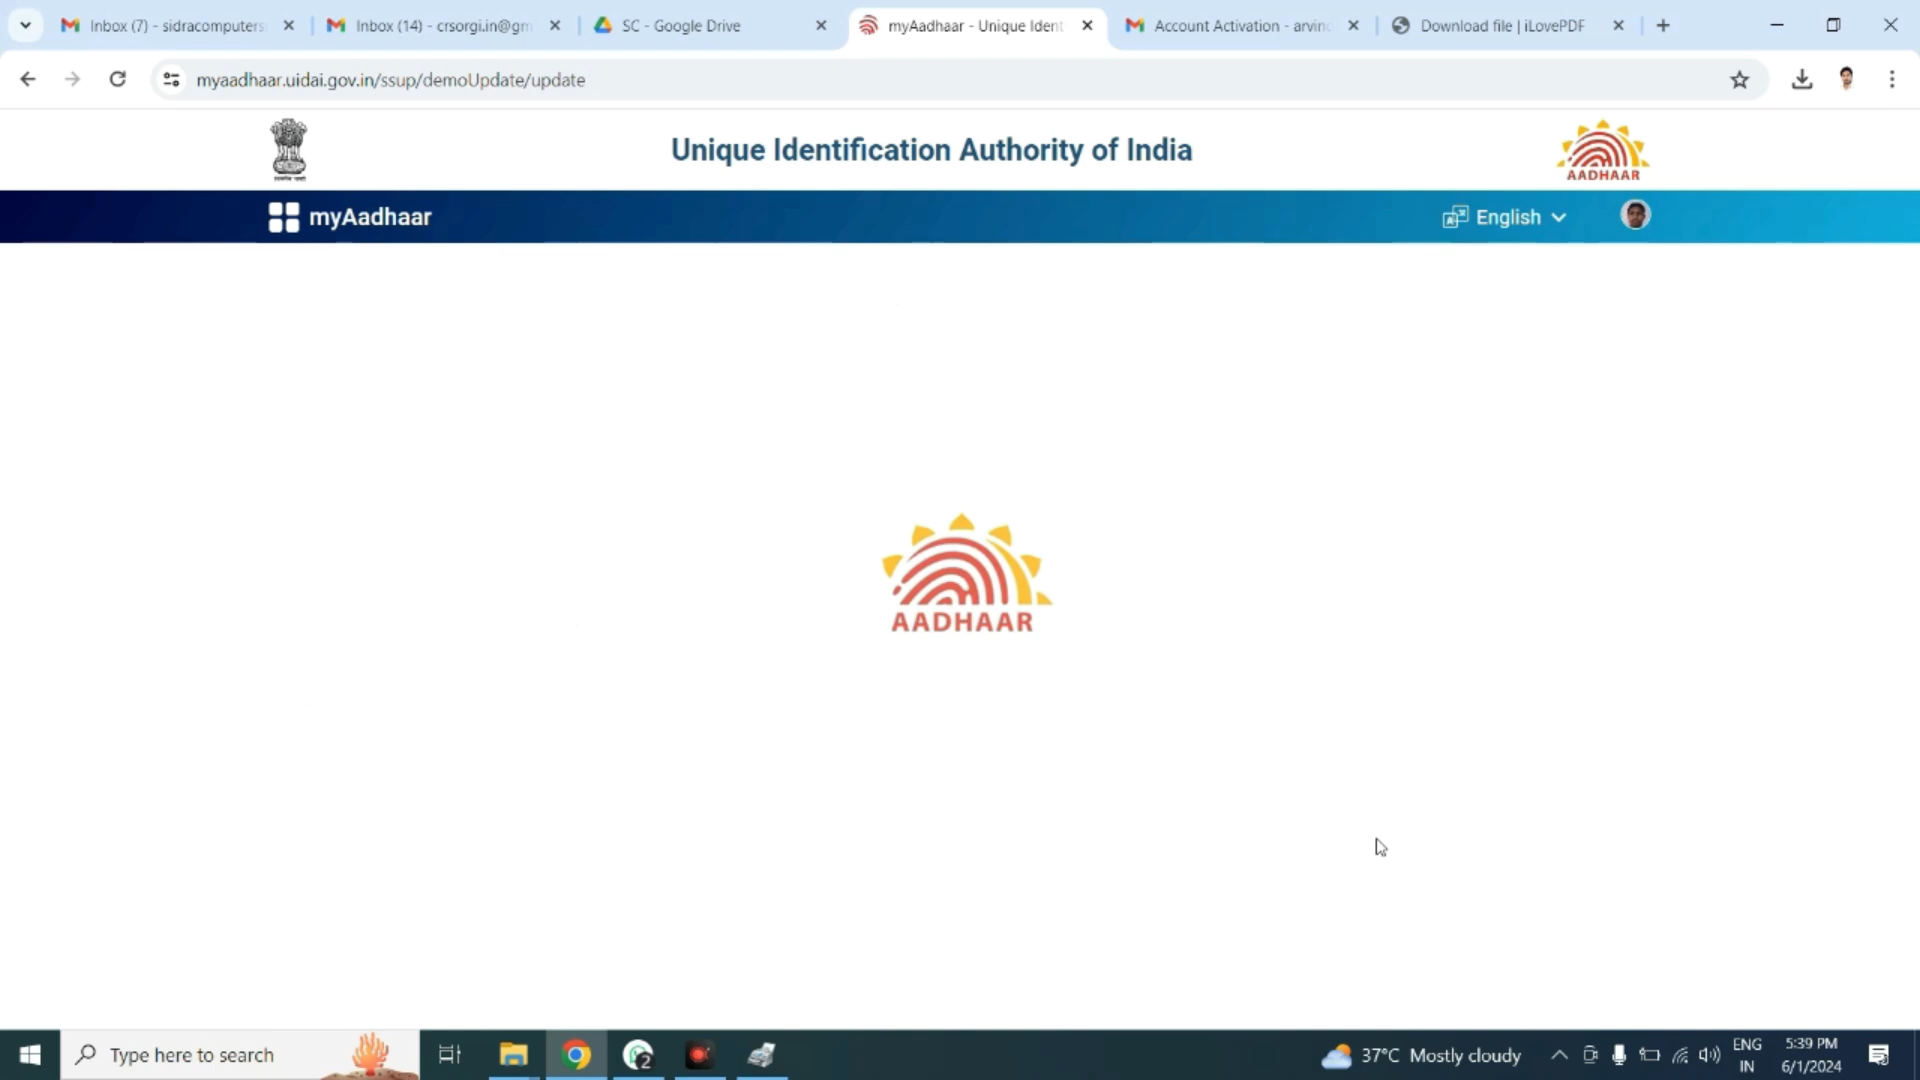 Inbox (7) - sidracomputers
Inbox (14) - crsorgi.in@gm
SC - Google Drive
myAadhaar - Unique Ident
Account Activation - arvin
Download file | iLovePDF
myaadhaar.uidai.gov.in/ssup/demoUpdate/update
Unique Identification Authority of India
AADHAAR
myAadhaar
English
AADHAAR
Type here to search
2
37°C Mostly cloudy
ENG
IN
5:39 PM
6/1/2024